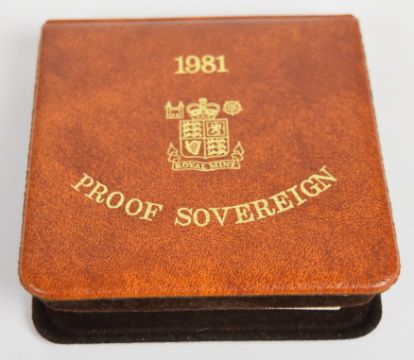 1981
ROYAL MINT
PROOF SOVEREIGN